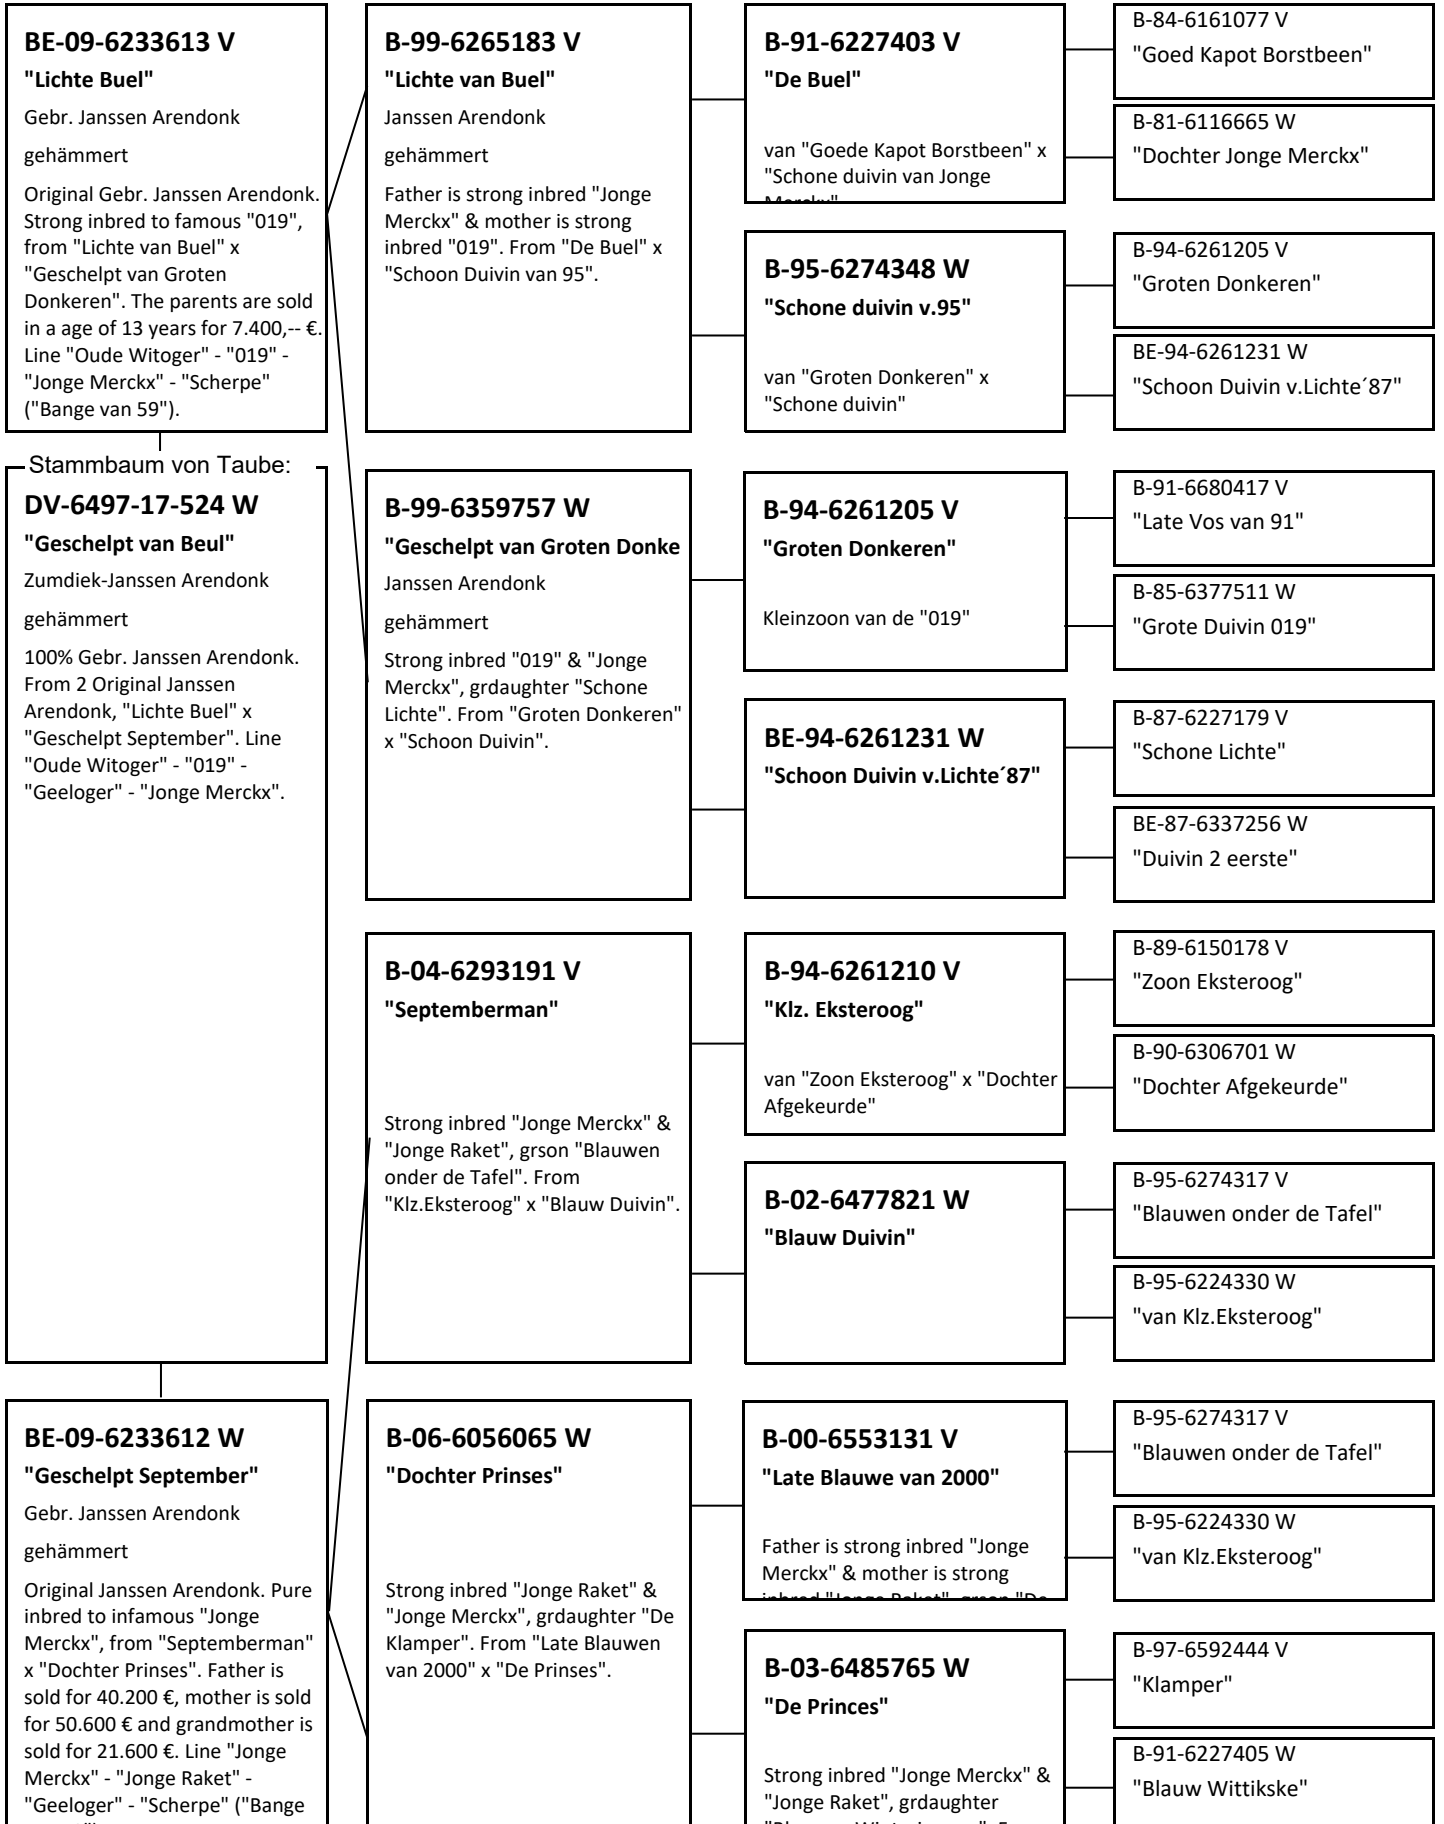 BE-09-6233613 V
"Lichte Buel"
Gebr. Janssen Arendonk
gehämmert
Original Gebr. Janssen Arendonk.
Strong inbred to famous "019",
from "Lichte van Buel" x
"Geschelpt van Groten
Donkeren". The parents are sold
in a age of 13 years for 7.400,-- €.
Line "Oude Witoger" - "019" -
"Jonge Merckx" - "Scherpe"
("Bange van 59").
Stammbaum von Taube:
DV-6497-17-524 W
"Geschelpt van Beul"
Zumdiek-Janssen Arendonk
gehämmert
100% Gebr. Janssen Arendonk.
From 2 Original Janssen
Arendonk, "Lichte Buel" x
"Geschelpt September". Line
"Oude Witoger" - "019" -
"Geeloger" - "Jonge Merckx".
BE-09-6233612 W
"Geschelpt September"
Gebr. Janssen Arendonk
gehämmert
Original Janssen Arendonk. Pure
inbred to infamous "Jonge
Merckx", from "Septemberman"
x "Dochter Prinses". Father is
sold for 40.200 €, mother is sold
for 50.600 € and grandmother is
sold for 21.600 €. Line "Jonge
Merckx" - "Jonge Raket" -
"Geeloger" - "Scherpe" ("Bange
B-99-6265183 V
"Lichte van Buel"
Janssen Arendonk
gehämmert
Father is strong inbred "Jonge
Merckx" & mother is strong
inbred "019". From "De Buel" x
"Schoon Duivin van 95".
B-99-6359757 W
"Geschelpt van Groten Donke
Janssen Arendonk
gehämmert
Strong inbred "019" & "Jonge
Merckx", grdaughter "Schone
Lichte". From "Groten Donkeren"
x "Schoon Duivin".
B-04-6293191 V
"Septemberman"
Strong inbred "Jonge Merckx" &
"Jonge Raket", grson "Blauwen
onder de Tafel". From
"Klz.Eksteroog" x "Blauw Duivin".
B-06-6056065 W
"Dochter Prinses"
Strong inbred "Jonge Raket" &
"Jonge Merckx", grdaughter "De
Klamper". From "Late Blauwen
van 2000" x "De Prinses".
B-91-6227403 V
"De Buel"
van "Goede Kapot Borstbeen" x
"Schone duivin van Jonge
Merckx"
B-95-6274348 W
"Schone duivin v.95"
van "Groten Donkeren" x
"Schone duivin"
B-94-6261205 V
"Groten Donkeren"
Kleinzoon van de "019"
BE-94-6261231 W
"Schoon Duivin v.Lichte´87"
B-94-6261210 V
"Klz. Eksteroog"
van "Zoon Eksteroog" x "Dochter
Afgekeurde"
B-02-6477821 W
"Blauw Duivin"
B-00-6553131 V
"Late Blauwe van 2000"
Father is strong inbred "Jonge
Merckx" & mother is strong
inbred "Jonge Raket", grson "De
B-03-6485765 W
"De Princes"
Strong inbred "Jonge Merckx" &
"Jonge Raket", grdaughter
B-84-6161077 V
"Goed Kapot Borstbeen"
B-81-6116665 W
"Dochter Jonge Merckx"
B-94-6261205 V
"Groten Donkeren"
BE-94-6261231 W
"Schoon Duivin v.Lichte´87"
B-91-6680417 V
"Late Vos van 91"
B-85-6377511 W
"Grote Duivin 019"
B-87-6227179 V
"Schone Lichte"
BE-87-6337256 W
"Duivin 2 eerste"
B-89-6150178 V
"Zoon Eksteroog"
B-90-6306701 W
"Dochter Afgekeurde"
B-95-6274317 V
"Blauwen onder de Tafel"
B-95-6224330 W
"van Klz.Eksteroog"
B-95-6274317 V
"Blauwen onder de Tafel"
B-95-6224330 W
"van Klz.Eksteroog"
B-97-6592444 V
"Klamper"
B-91-6227405 W
"Blauw Wittikske"